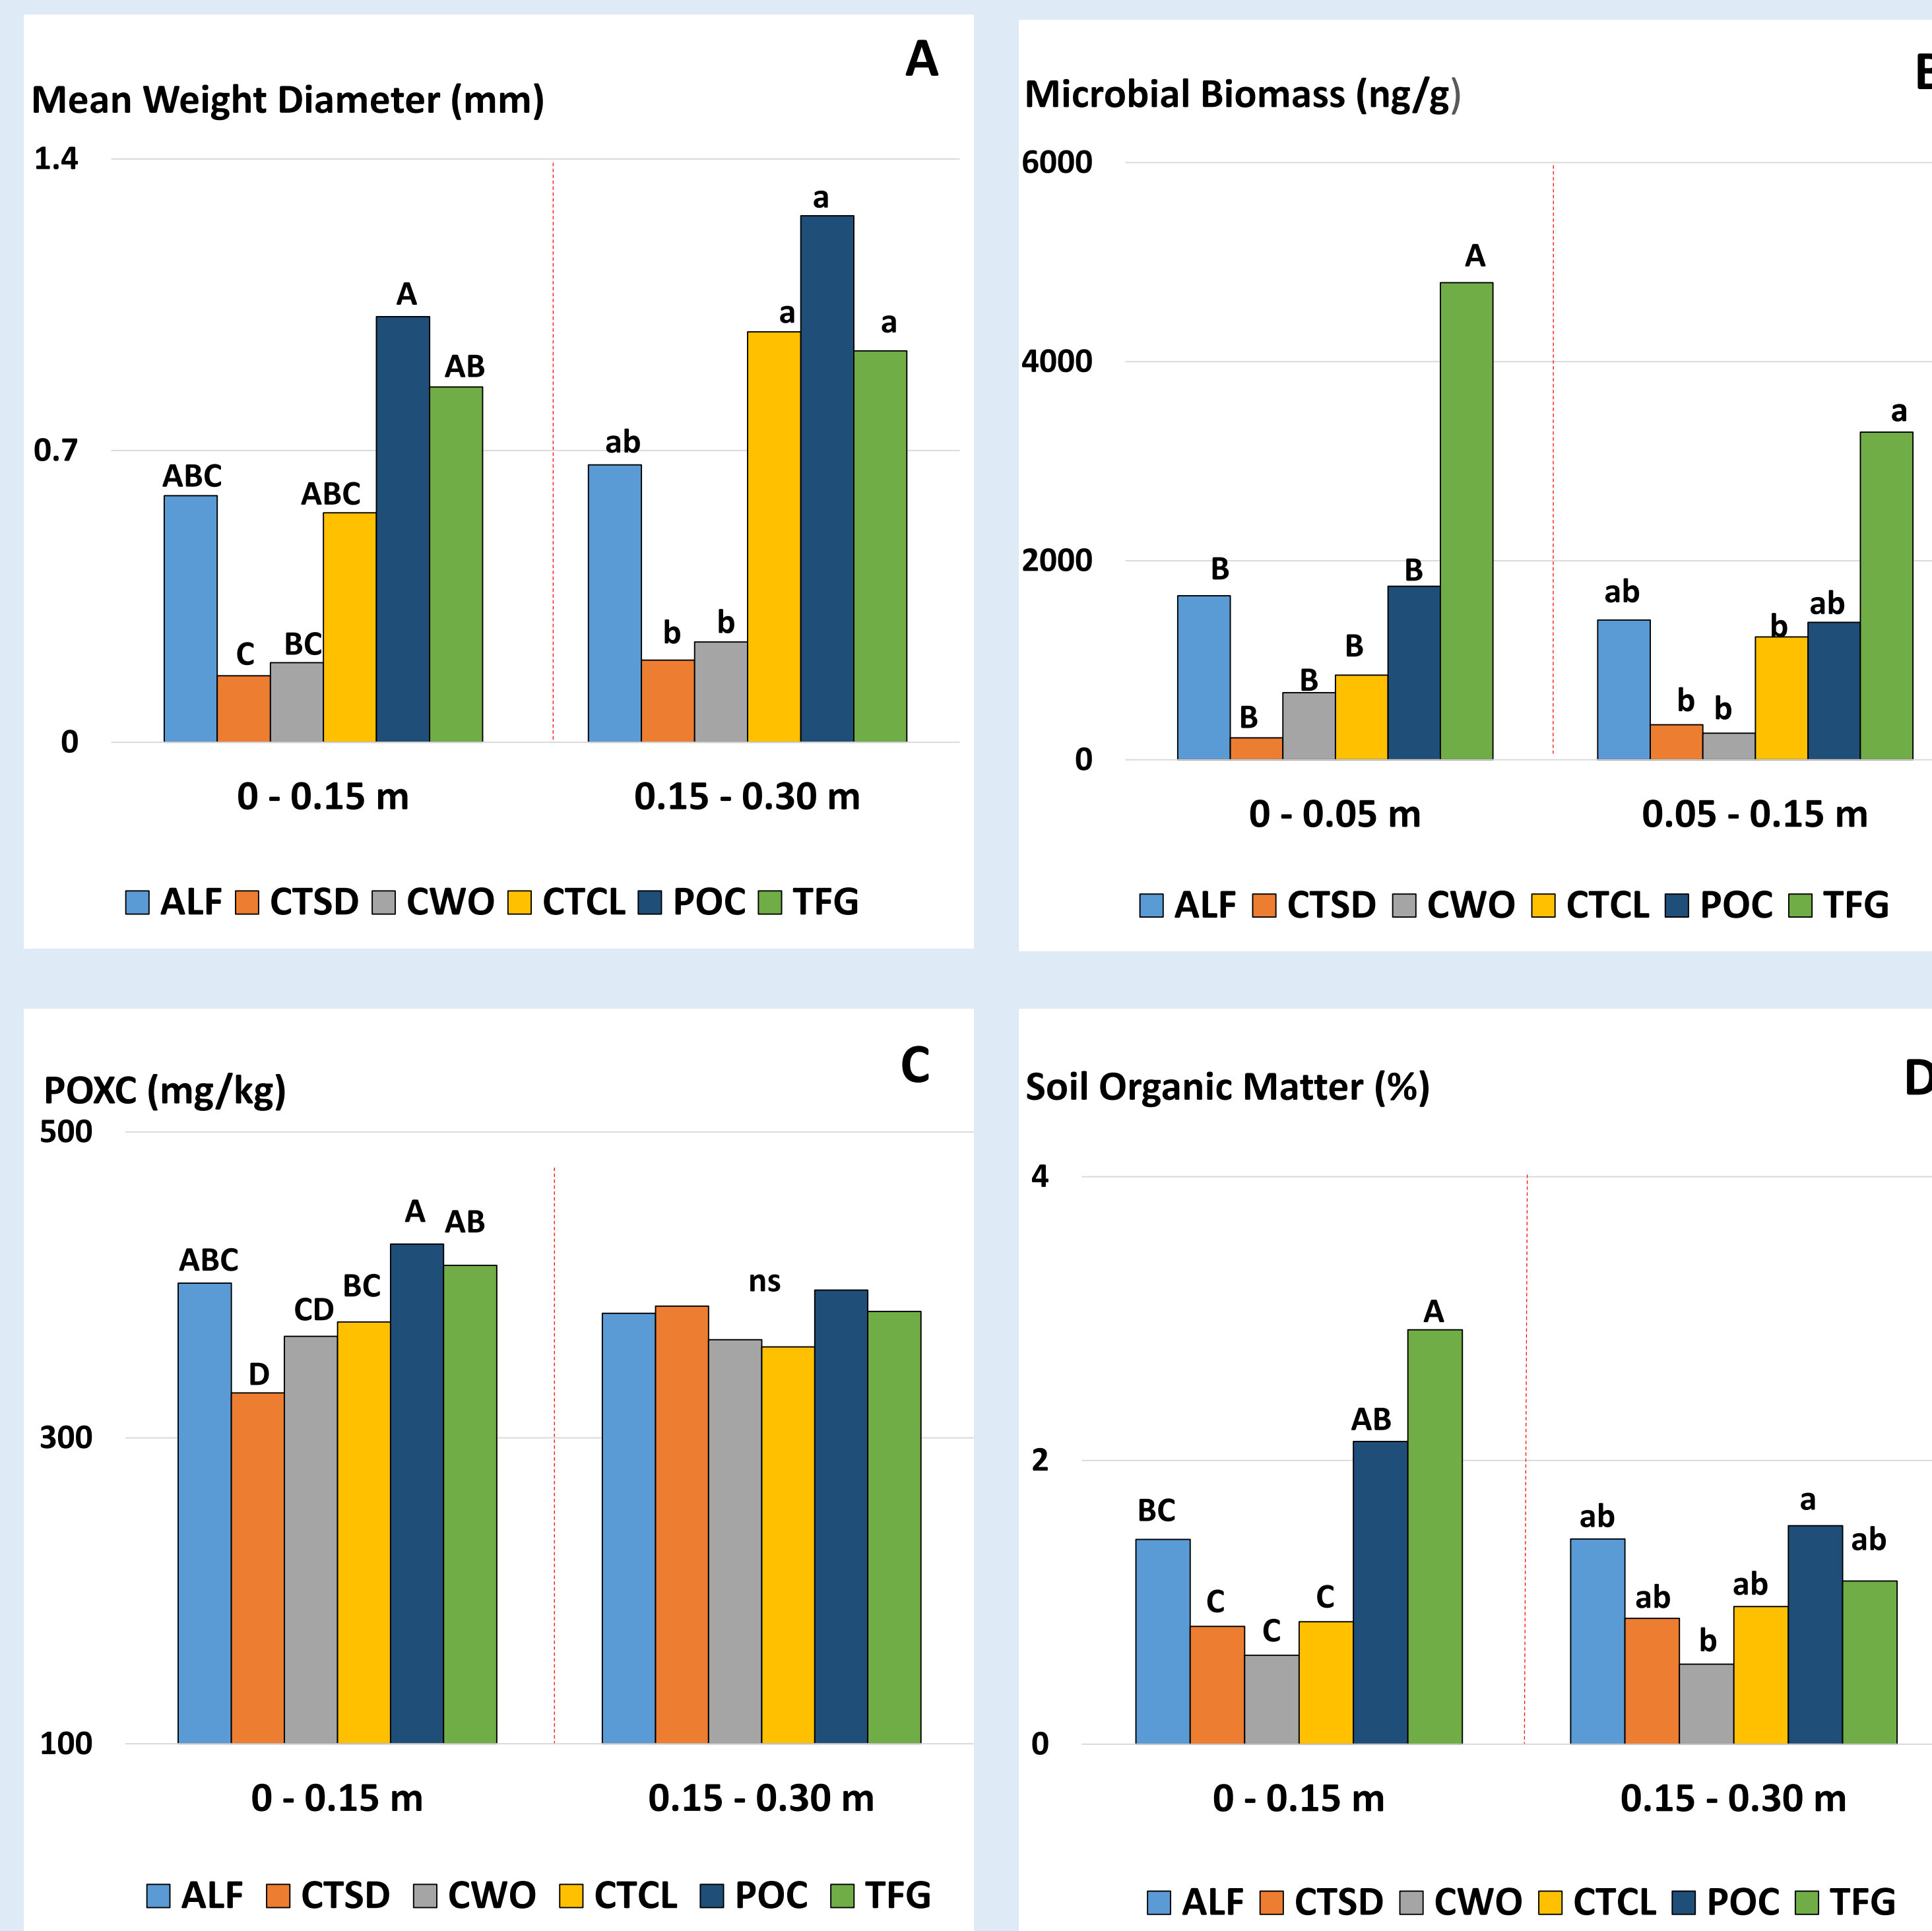 A
Mean Weight Diameter (mm)
1.4
0.7
0
ABC
C
BC
ABC
A
AB
ab
b
b
a
a
a
0 - 0.15 m
0.15 - 0.30 m
ALF CTSD CWO CTCL POC TFG
B
Microbial Biomass (ng/g)
6000
4000
2000
0
B
B
B
B
B
A
ab
b
b
b
ab
a
0 - 0.05 m
0.05 - 0.15 m
ALF CTSD CWO CTCL POC TFG
C
POXC (mg/kg)
500
300
100
ABC
D
CD
BC
A
AB
ns
0 - 0.15 m
0.15 - 0.30 m
ALF CTSD CWO CTCL POC TFG
D
Soil Organic Matter (%)
4
2
0
BC
C
C
C
AB
A
ab
ab
b
ab
a
ab
0 - 0.15 m
0.15 - 0.30 m
ALF CTSD CWO CTCL POC TFG